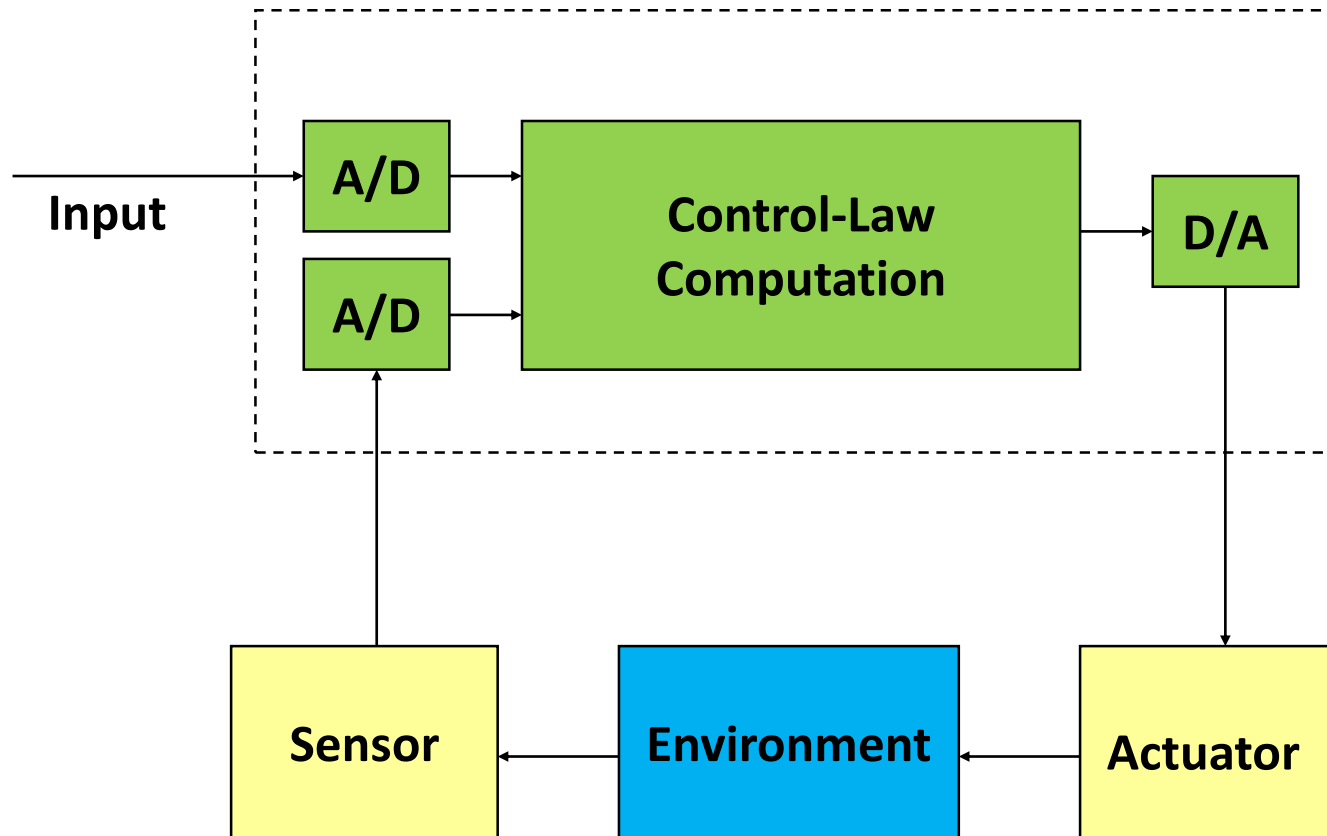 A/D
Input
Control-Law
Computation
D/A
A/D
Sensor
Environment
Actuator